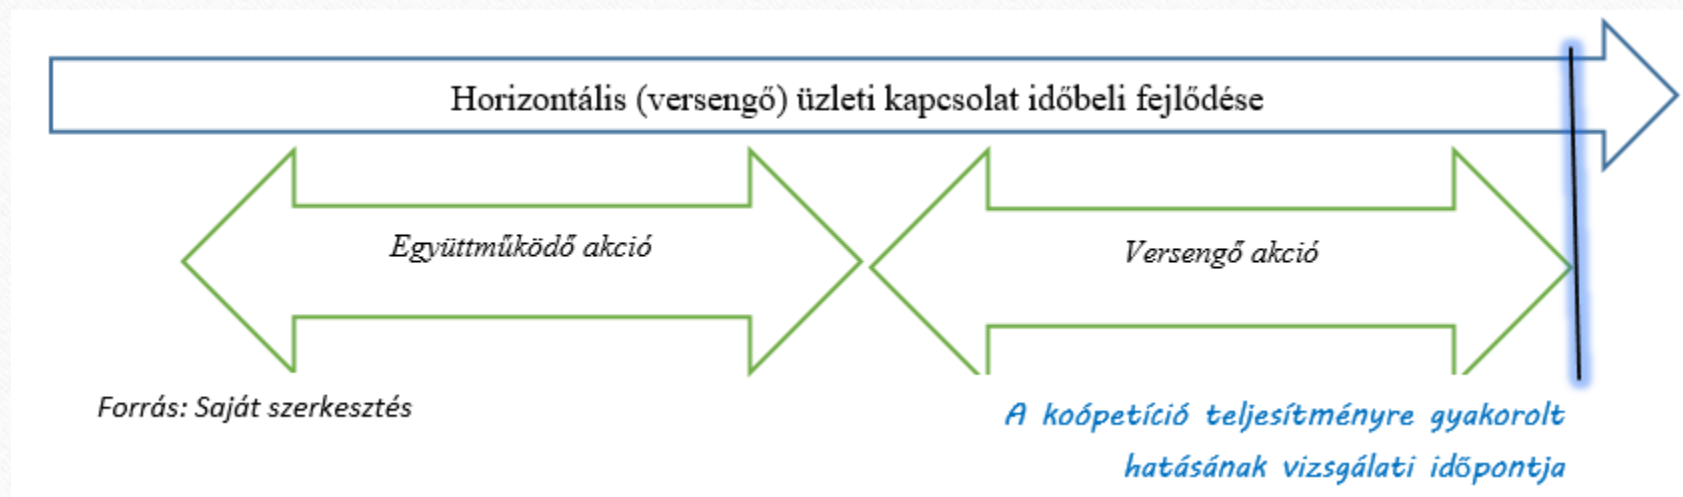 Horizontális (versengő) üzleti kapcsolat időbeli fejlődése
Együttműködő akció
Versengő akció
Forrás: Saját szerkesztés
A koópetíció teljesítményre gyakorolt
hatásának vizsgálati időpontja